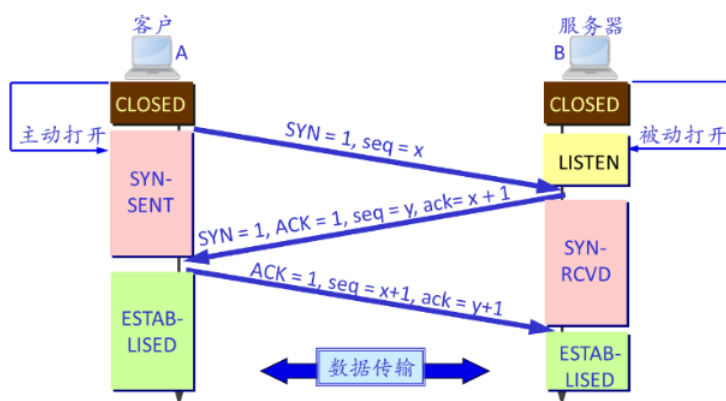 客户
服务器
A
B
CLOSED
CLOSED
主动打开
SYN = 1, seq = x
被动打开
LISTEN
SYN-
SENT
SYN = 1, ACK = 1, seq = y, ack= x + 1
SYN-
RCVD
ACK = 1, seq = x+1, ack = y+1
ESTAB-
LISED
数据传输
ESTAB-
LISED